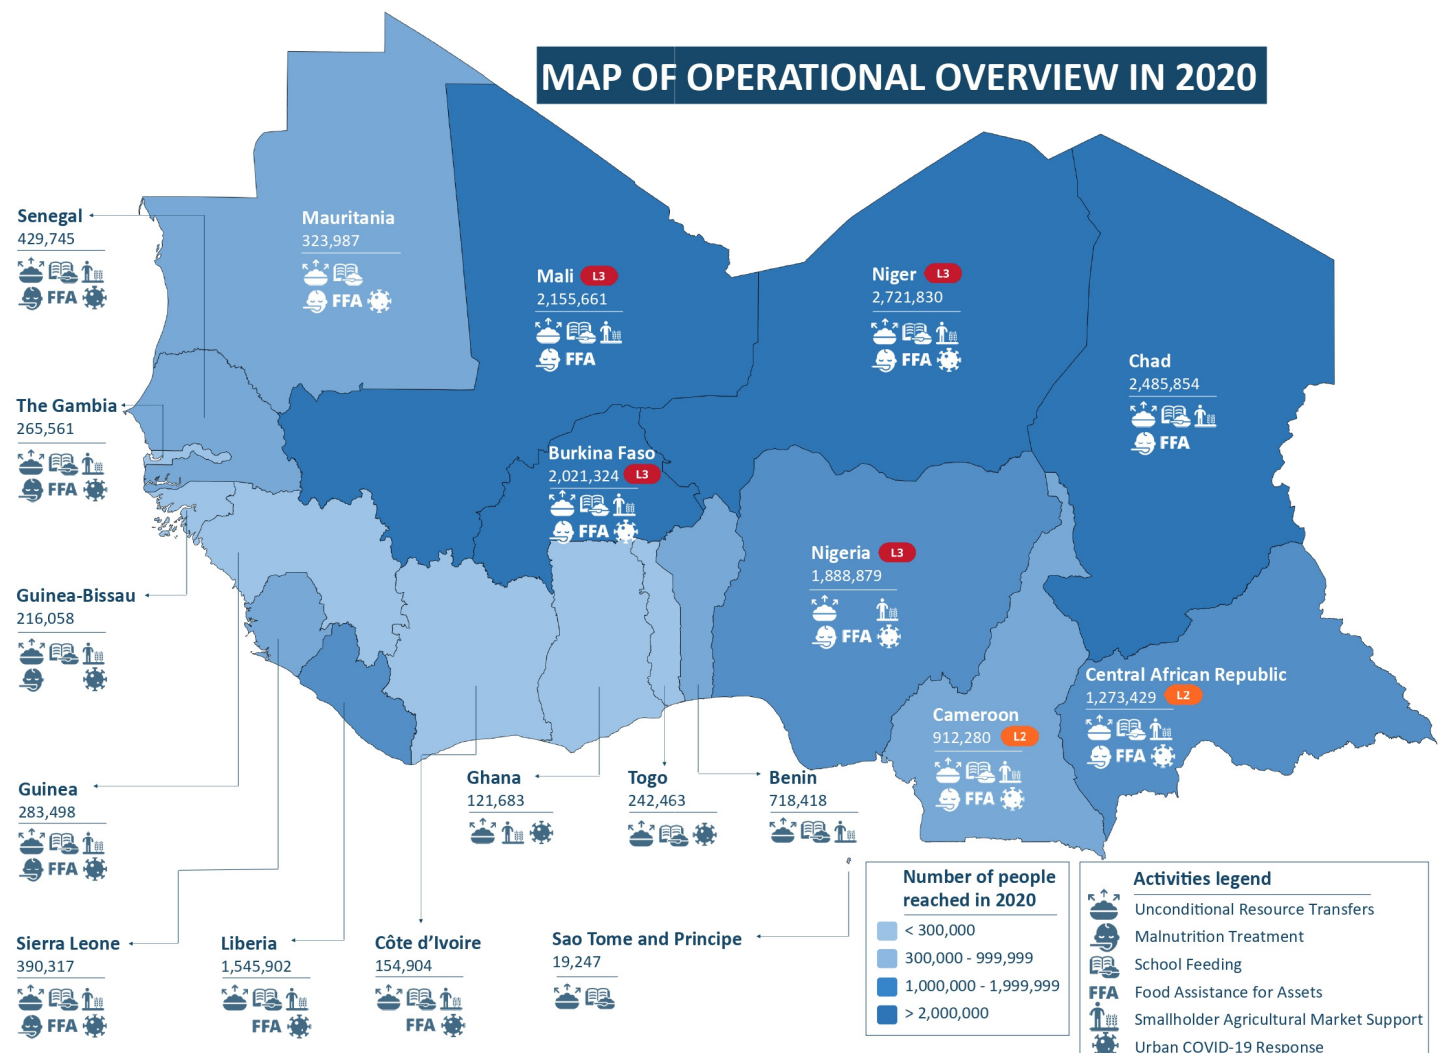 MAP OF OPERATIONAL OVERVIEW IN 2020
Senegal
429,745
FFA
Mauritania
323,987
FFA
Mali L3
2,155,661
FFA
Niger L3
2,721,830
FFA
Chad
2,485,854
FFA
The Gambia
265,561
FFA
Burkina Faso
2,021,324 L3
FFA
Nigeria L3
1,888,879
FFA
Guinea-Bissau
216,058
Central African Republic
1,273,429 L2
FFA
Cameroon
912,280 L2
FFA
Guinea
283,498
FFA
Ghana
121,683
Togo
242,463
Benin
718,418
Sierra Leone
390,317
FFA
Liberia
1,545,902
FFA
Côte d'Ivoire
154,904
FFA
Sao Tome and Principe
19,247
Number of people
reached in 2020
< 300,000
300,000 - 999,999
1,000,000 - 1,999,999
> 2,000,000
Activities legend
Unconditional Resource Transfers
Malnutrition Treatment
School Feeding
FFA Food Assistance for Assets
Smallholder Agricultural Market Support
Urban COVID-19 Response